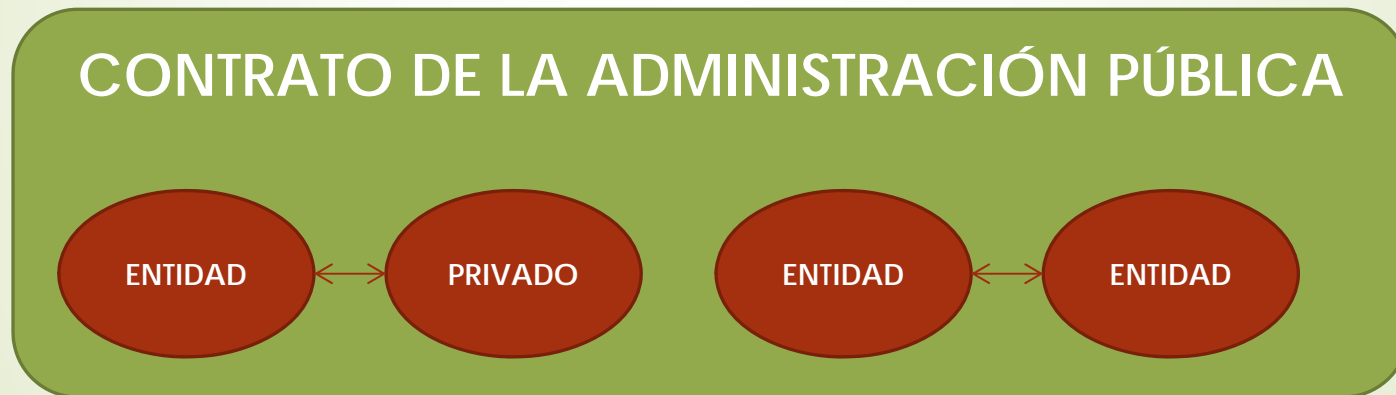 CONTRATO DE LA ADMINISTRACIÓN PÚBLICA
ENTIDAD PRIVADO ENTIDAD ENTIDAD